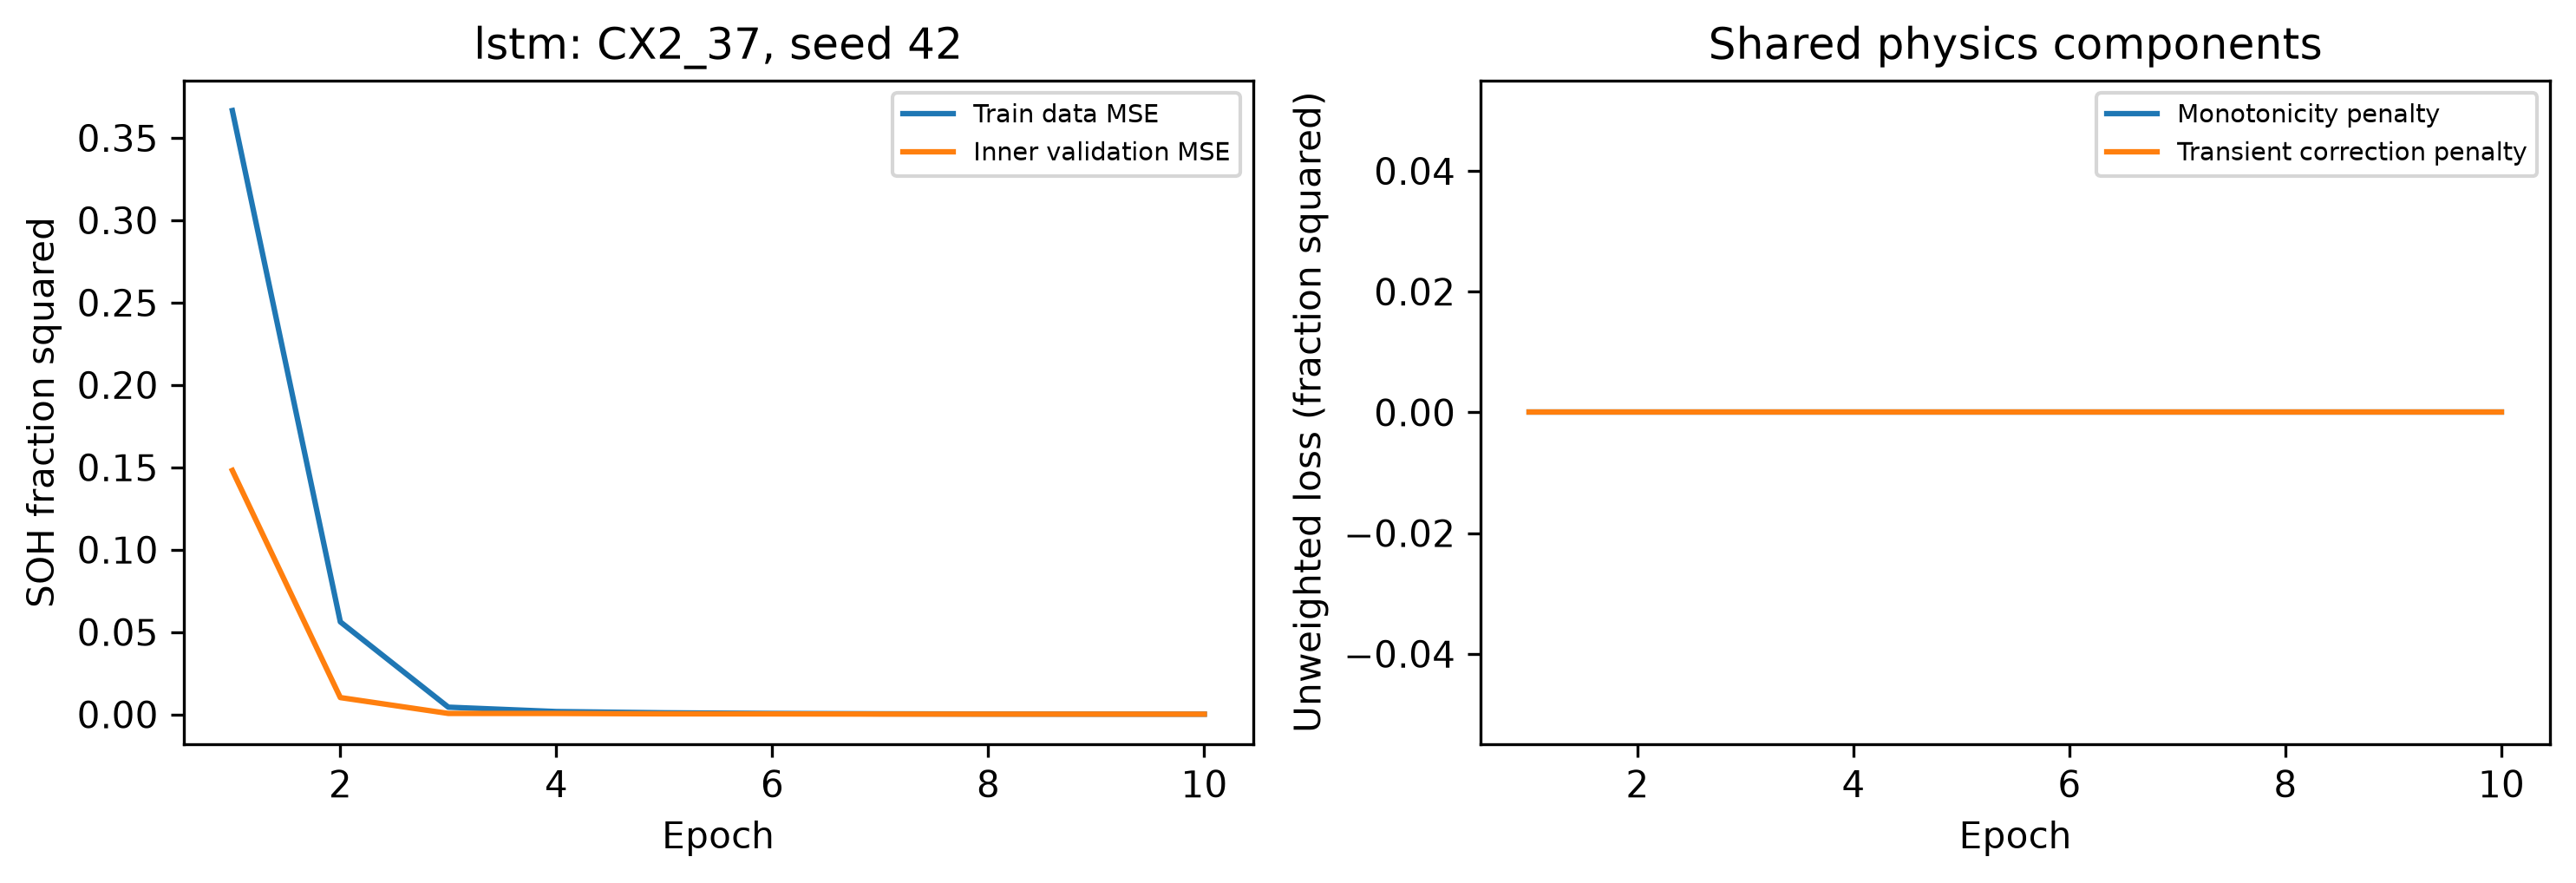 lstm: CX2_37, seed 42
SOH fraction squared
0.35
0.30
0.25
0.20
0.15
0.10
0.05
0.00
Train data MSE
Inner validation MSE
2 4 6 8 10
Epoch
Shared physics components
Unweighted loss (fraction squared)
0.04
0.02
0.00
−0.02
−0.04
Monotonicity penalty
Transient correction penalty
2 4 6 8 10
Epoch